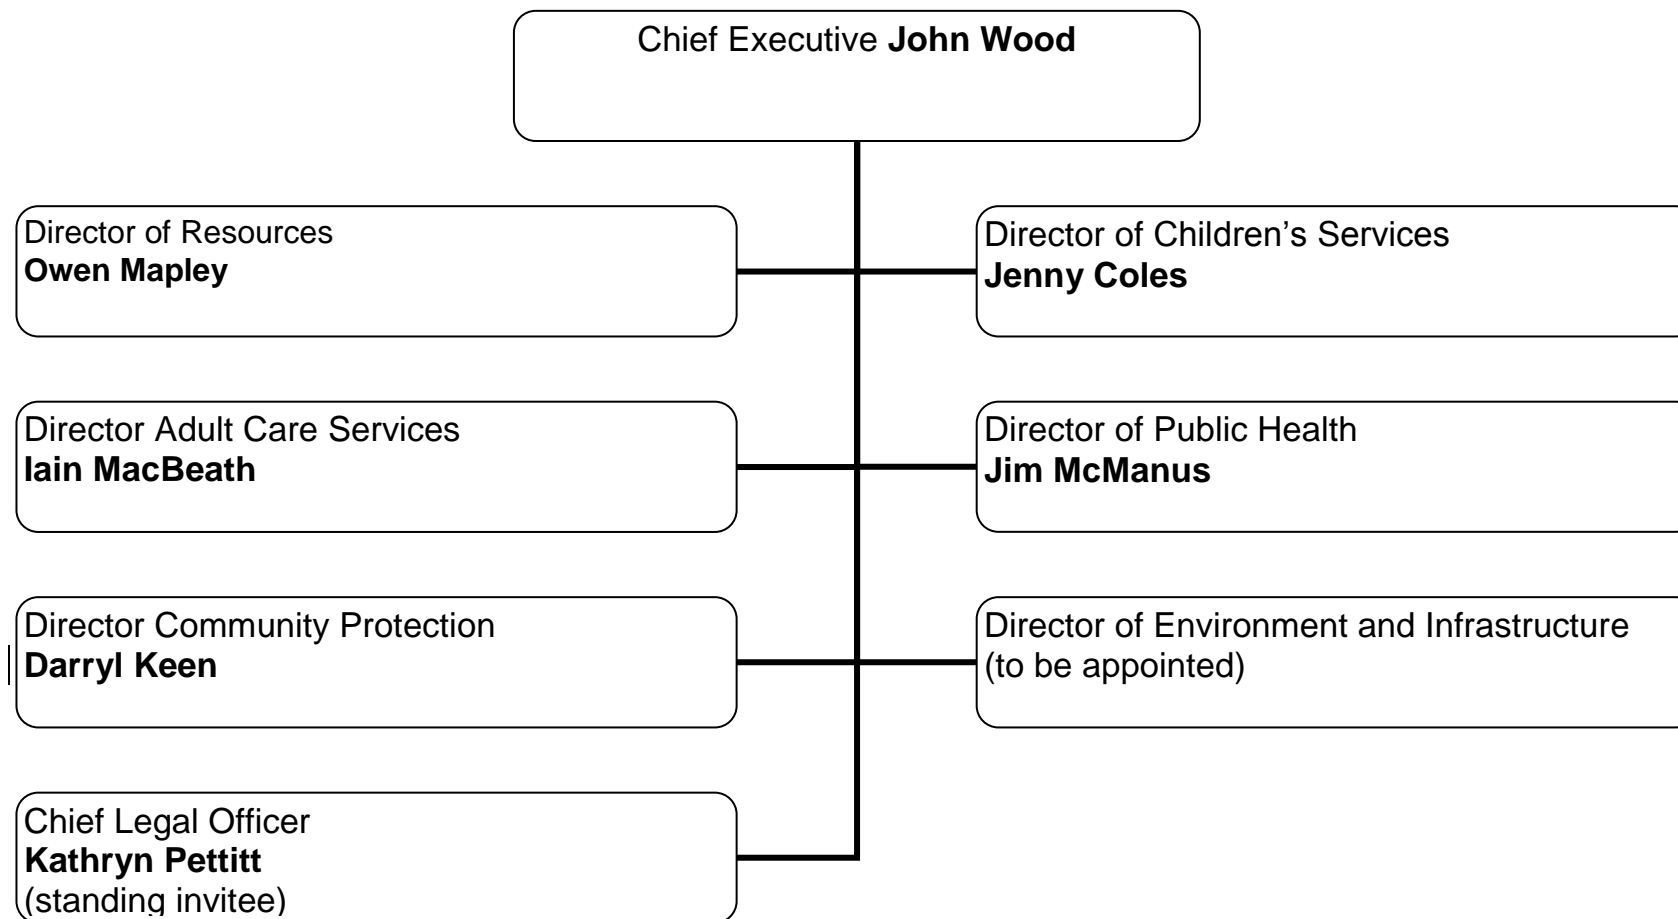 Chief Executive John Wood
Director of Resources
Owen Mapley
Director of Children’s Services
Jenny Coles
Director Adult Care Services
Iain MacBeath
Director of Public Health
Jim McManus
Director Community Protection
Darryl Keen
Director of Environment and Infrastructure
(to be appointed)
Chief Legal Officer
Kathryn Pettitt
(standing invitee)